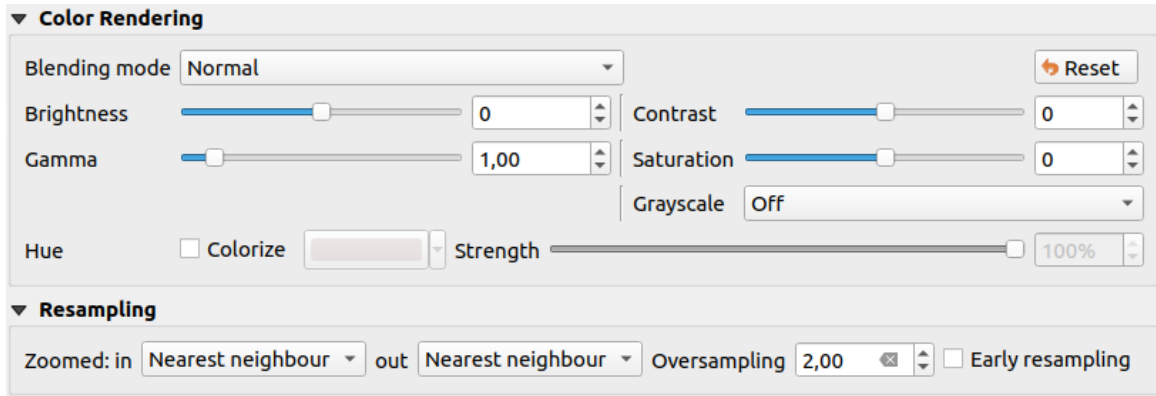 Color Rendering
Blending mode Normal Reset
Brightness 0 Contrast 0
Gamma 1,00 Saturation 0
Grayscale Off
Hue Colorize Strength 100%
Resampling
Zoomed: in Nearest neighbour out Nearest neighbour Oversampling 2,00 Early resampling